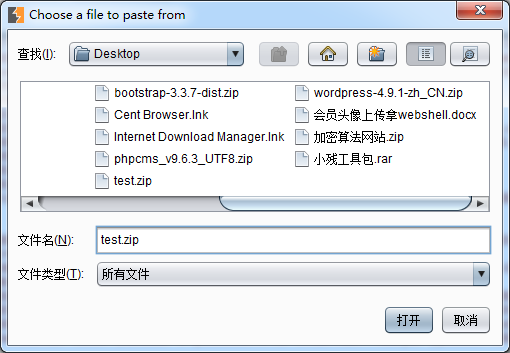 Choose a file to paste from
查找(I):
Desktop
bootstrap-3.3.7-dist.zip
wordpress-4.9.1-zh_CN.zip
Cent Browser.lnk
会员头像上传拿webshell.docx
Internet Download Manager.lnk
加密算法网站.zip
phpcms_v9.6.3_UTF8.zip
小残工具包.rar
test.zip
文件名(N):
test.zip
文件类型(T):
所有文件
打开
取消